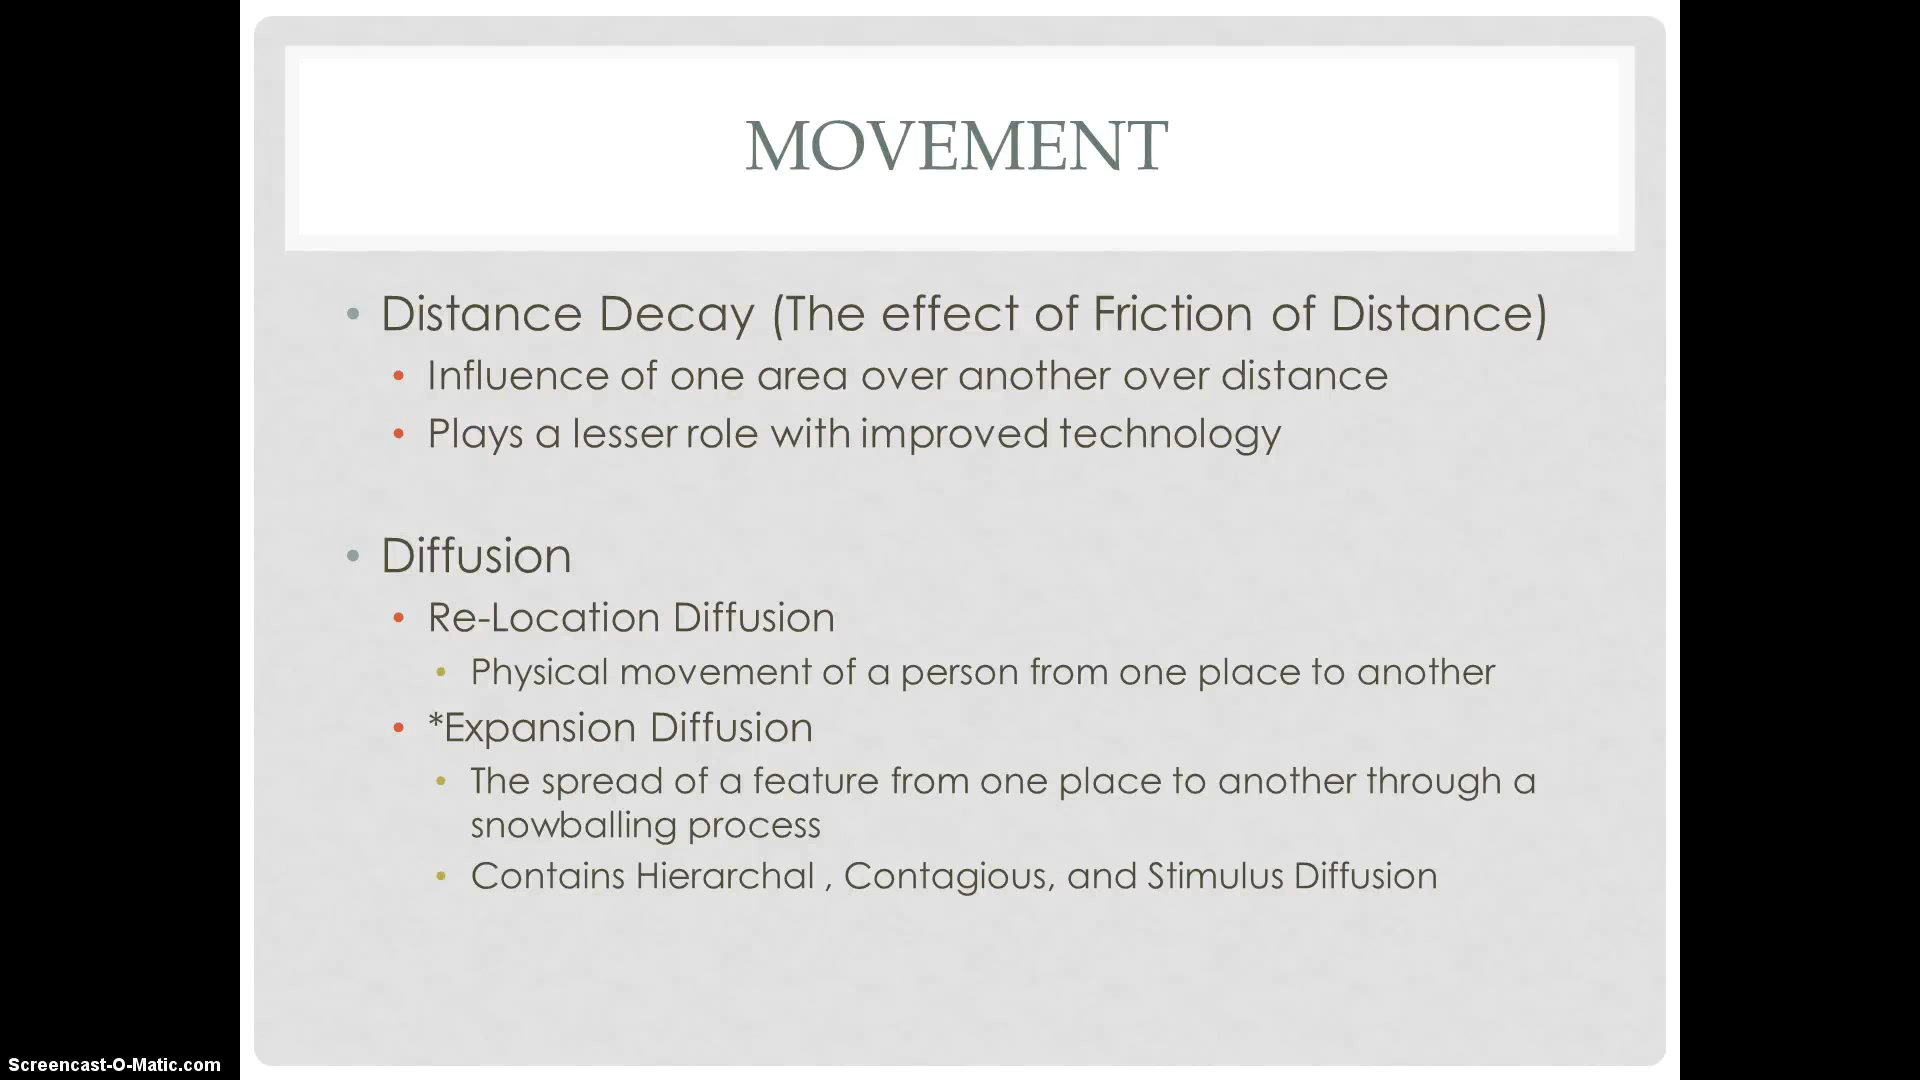 MOVEMENT
• Distance Decay (The effect of Friction of Distance)
• Influence of one area over another over distance
• Plays a lesser role with improved technology
• Diffusion
• Re-Location Diffusion
• Physical movement of a person from one place to another
• *Expansion Diffusion
• The spread of a feature from one place to another through a
snowballing process
• Contains Hierarchal , Contagious, and Stimulus Diffusion
Screencast-O-Matic.com